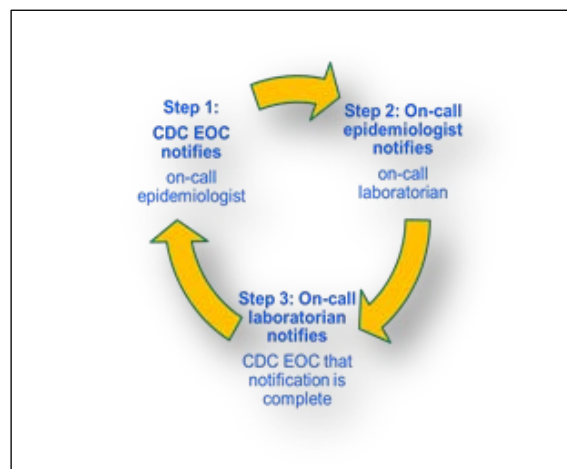 Step 1:
CDC EOC
notifies
on-call
epidemiologist
Step 2: On-call
epidemiologist
notifies
on-call
laboratorian
Step 3: On-call
laboratorian
notifies
CDC EOC that
notification is
complete